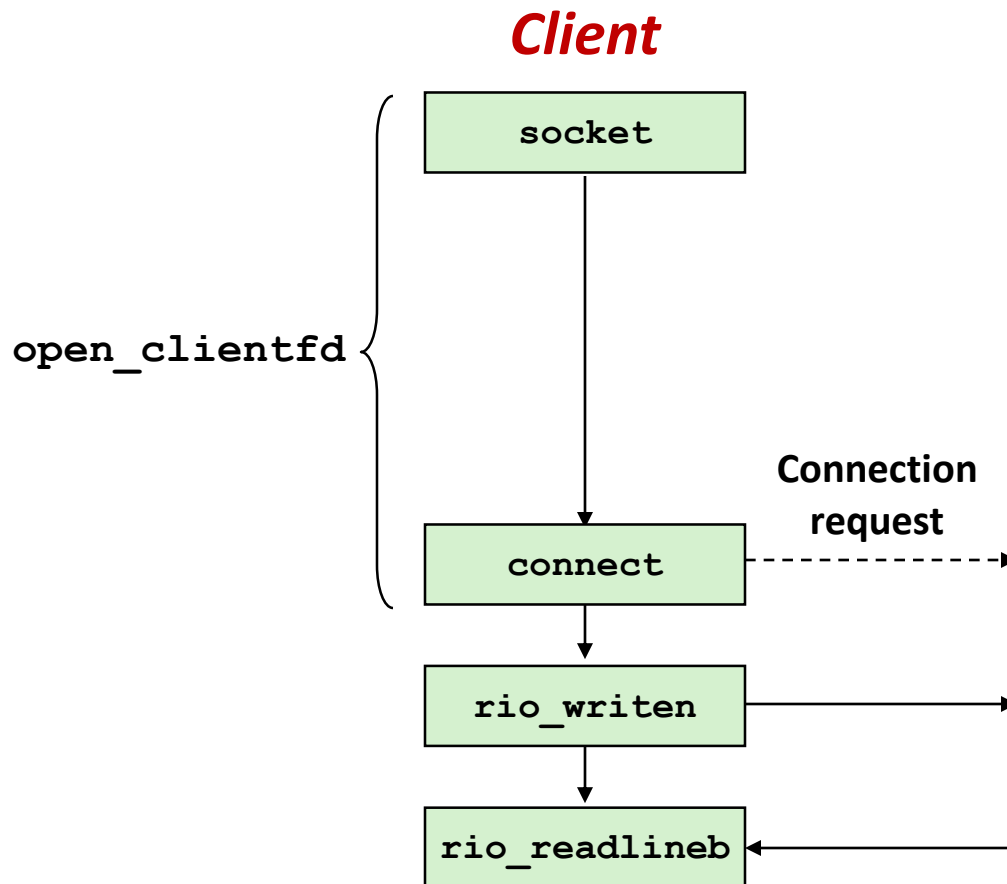 Client
socket
open_clientfd
Connection
request
connect
rio_writen
rio_readlineb